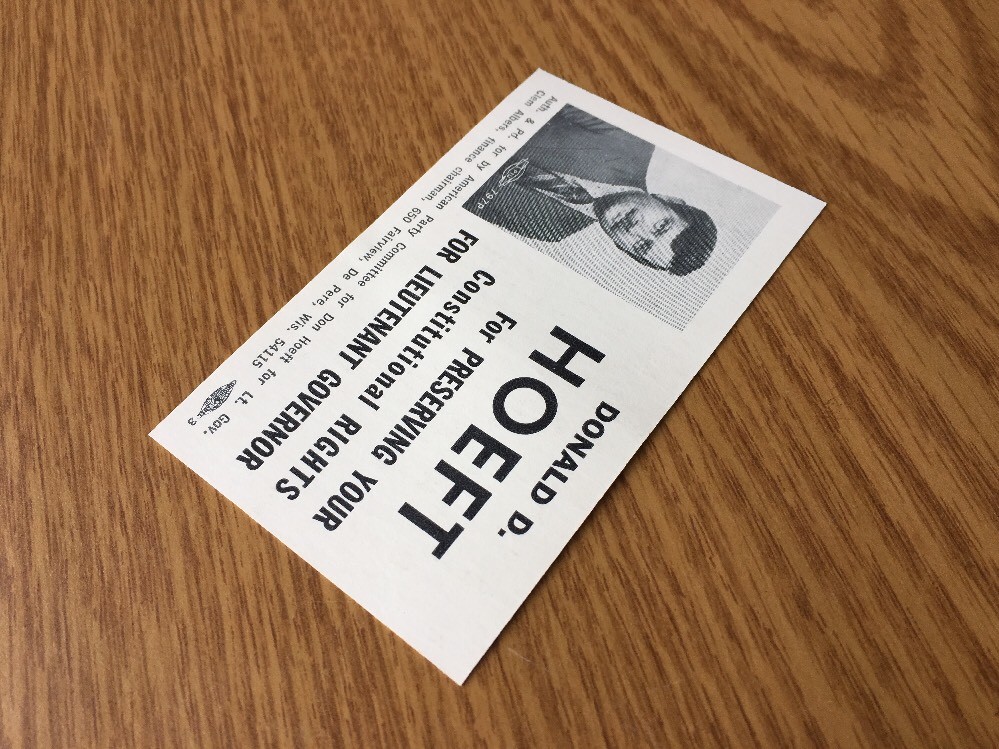 DONALD D.
HOEFT
For PRESERVING YOUR
Constitutional RIGHTS
FOR LIEUTENANT GOVERNOR
Auth. & Pd. for by American Party Committee for Don Hoeft for Lt. Gov.
Clem Albers, finance chairman, 650 Fairview, De Pere, Wis. 54115